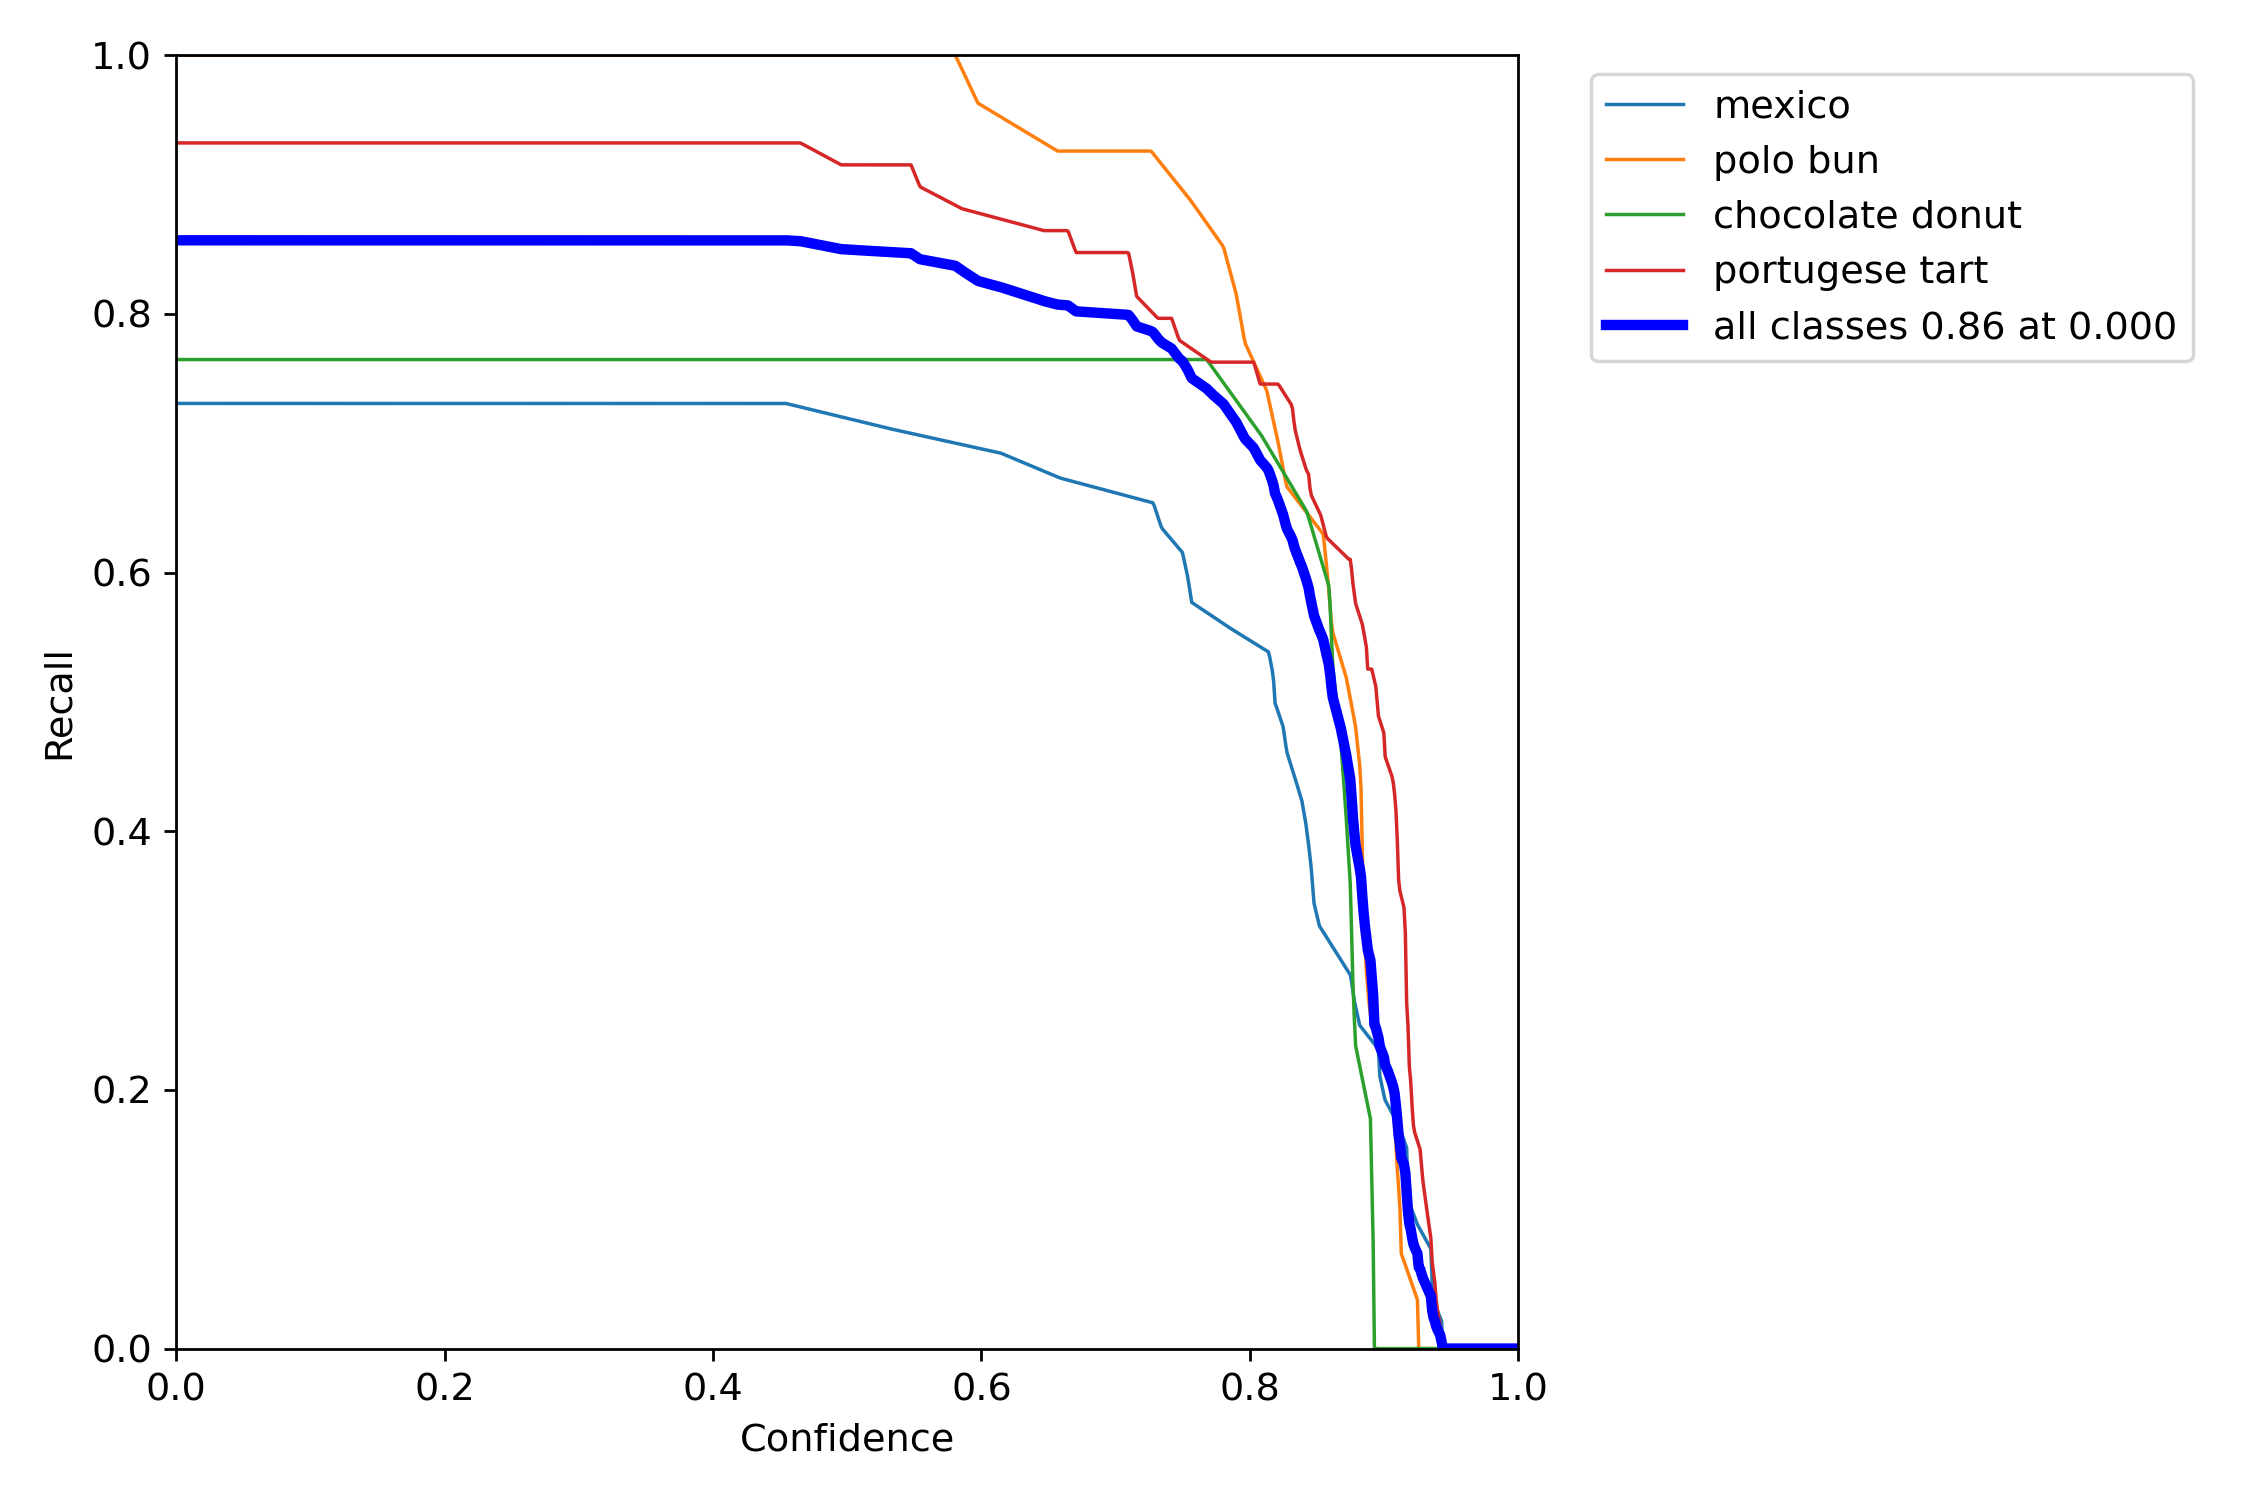 1.0
0.8
0.6
0.4
0.2
0.0
Recall
0.0 0.2 0.4 0.6 0.8 1.0
Confidence
mexico
polo bun
chocolate donut
portugese tart
all classes 0.86 at 0.000